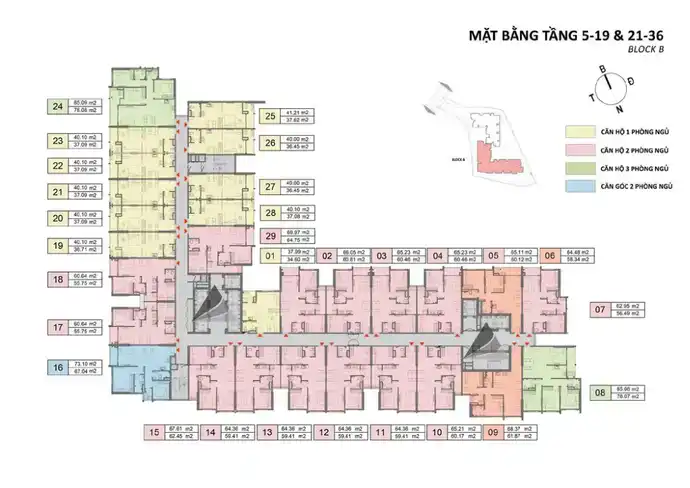 MẶT BẰNG TẦNG 5-19 & 21-36
BLOCK B
B
Đ
T
N
BLOCK B
CĂN HỘ 1 PHÒNG NGỦ
CĂN HỘ 2 PHÒNG NGỦ
CĂN HỘ 3 PHÒNG NGỦ
CĂN GÓC 2 PHÒNG NGỦ
24
85.09 m2
78.08 m2
25
41.21 m2
37.62 m2
23
40.10 m2
37.09 m2
26
40.00 m2
36.45 m2
22
40.10 m2
37.09 m2
21
40.10 m2
37.09 m2
27
40.00 m2
36.45 m2
20
40.10 m2
37.09 m2
28
40.10 m2
37.08 m2
19
40.10 m2
36.71 m2
29
69.97 m2
64.75 m2
18
60.64 m2
55.75 m2
01
37.99 m2
34.60 m2
02
66.05 m2
60.61 m2
03
65.23 m2
60.46 m2
04
65.23 m2
60.46 m2
05
65.11 m2
60.12 m2
06
64.48 m2
58.34 m2
07
62.98 m2
56.49 m2
17
60.64 m2
55.75 m2
16
73.10 m2
67.04 m2
08
85.60 m2
78.07 m2
15
67.61 m2
62.45 m2
14
64.36 m2
59.41 m2
13
64.36 m2
59.41 m2
12
64.36 m2
59.41 m2
11
64.36 m2
59.41 m2
10
65.21 m2
60.17 m2
09
68.37 m2
61.87 m2